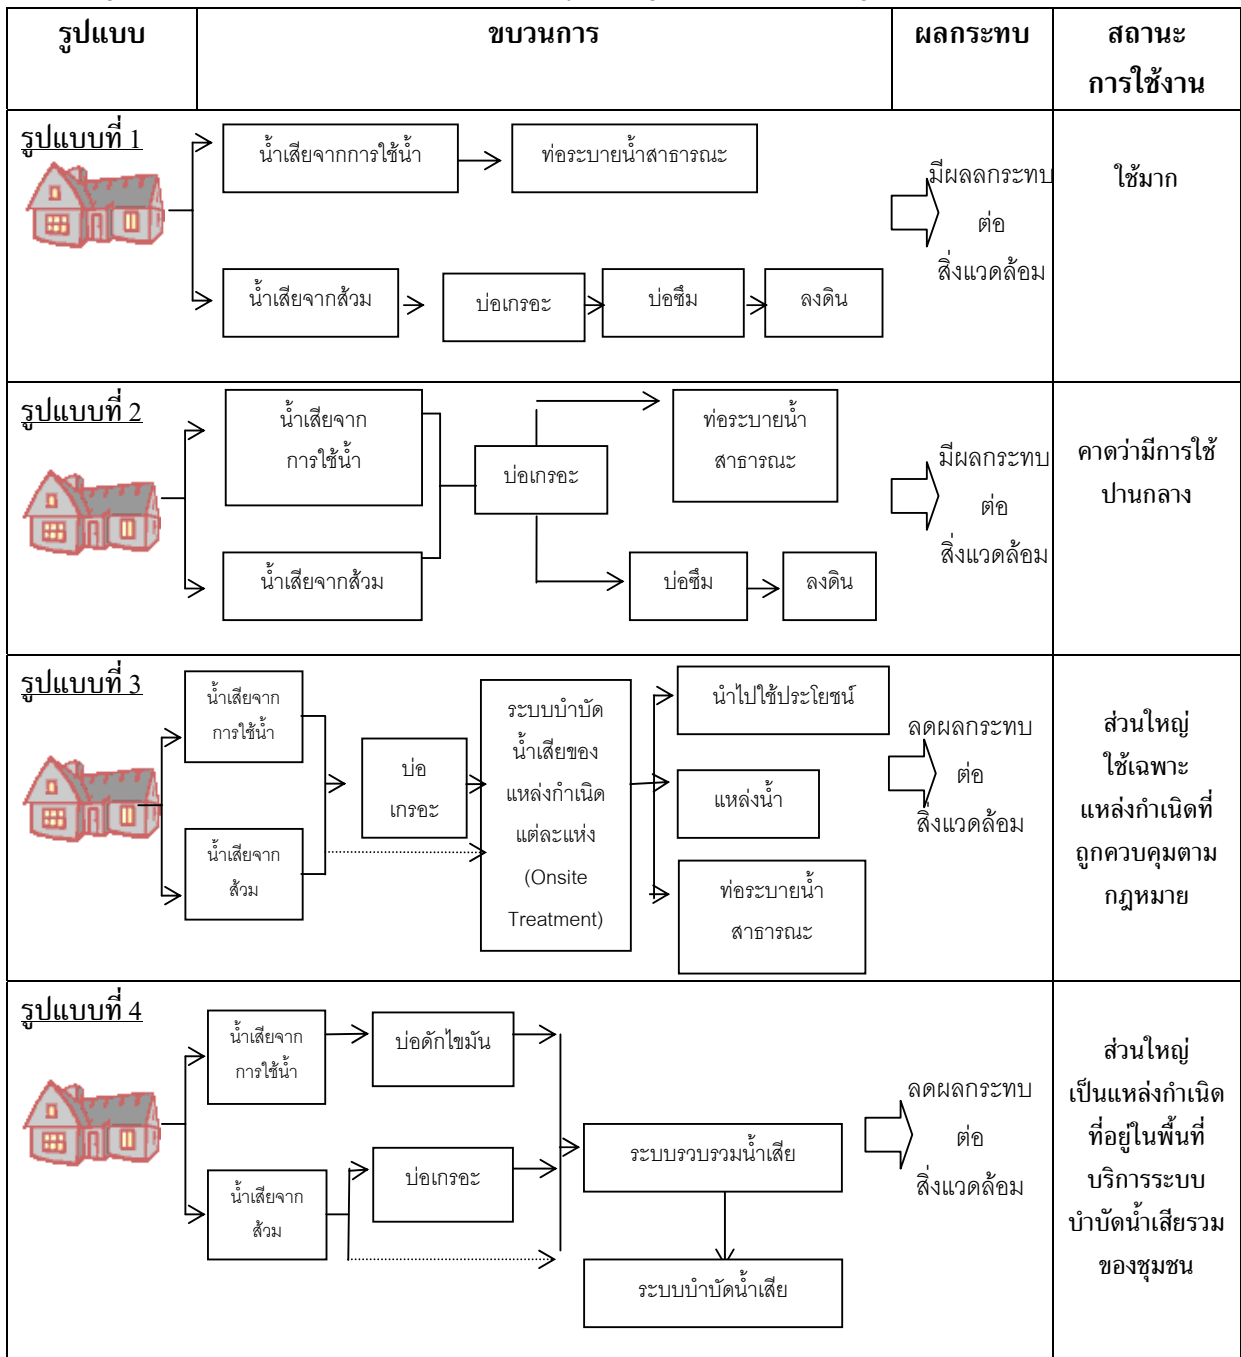 รูปแบบ
ขบวนการ
ผลกระทบ
สถานะ
การใช้งาน
รูปแบบที่ 1
น้ำเสียจากการใช้น้ำ
ท่อระบายน้ำสาธารณะ
น้ำเสียจากส้วม
บ่อเกรอะ
บ่อซึม
ลงดิน
มีผลลกระทบ
ต่อ
สิ่งแวดล้อม
ใช้มาก
รูปแบบที่ 2
น้ำเสียจาก
การใช้น้ำ
น้ำเสียจากส้วม
บ่อเกรอะ
ท่อระบายน้ำ
สาธารณะ
บ่อซึม
ลงดิน
มีผลกระทบ
ต่อ
สิ่งแวดล้อม
คาดว่ามีการใช้
ปานกลาง
รูปแบบที่ 3
น้ำเสียจาก
การใช้น้ำ
น้ำเสียจาก
ส้วม
บ่อ
เกรอะ
ระบบบำบัด
น้ำเสียของ
แหล่งกำเนิด
แต่ละแห่ง
(Onsite
Treatment)
นำไปใช้ประโยชน์
แหล่งน้ำ
ท่อระบายน้ำ
สาธารณะ
ลดผลกระทบ
ต่อ
สิ่งแวดล้อม
ส่วนใหญ่
ใช้เฉพาะ
แหล่งกำเนิดที่
ถูกควบคุมตาม
กฎหมาย
รูปแบบที่ 4
น้ำเสียจาก
การใช้น้ำ
บ่อดักไขมัน
น้ำเสียจาก
ส้วม
บ่อเกรอะ
ระบบรวบรวมน้ำเสีย
ระบบบำบัดน้ำเสีย
ลดผลกระทบ
ต่อ
สิ่งแวดล้อม
ส่วนใหญ่
เป็นแหล่งกำเนิด
ที่อยู่ในพื้นที่
บริการระบบ
บำบัดน้ำเสียรวม
ของชุมชน